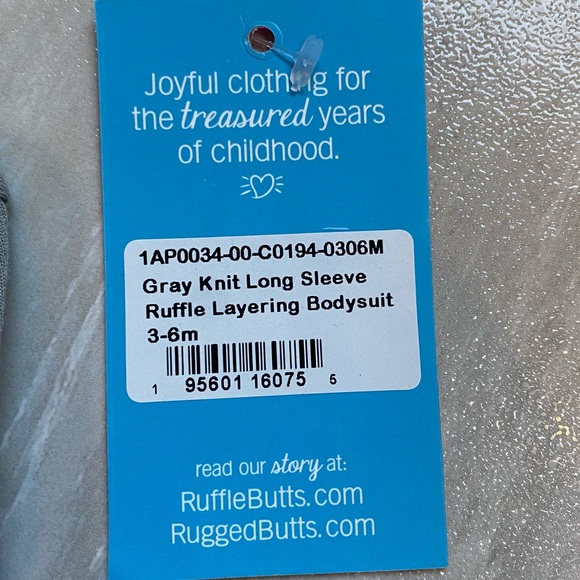 Joyful clothing for
the treasured years
of childhood.
1AP0034-00-C0194-0306M
Gray Knit Long Sleeve
Ruffle Layering Bodysuit
3-6m
1 95601 16075 5
read our story at:
RuffleButts.com
RuggedButts.com